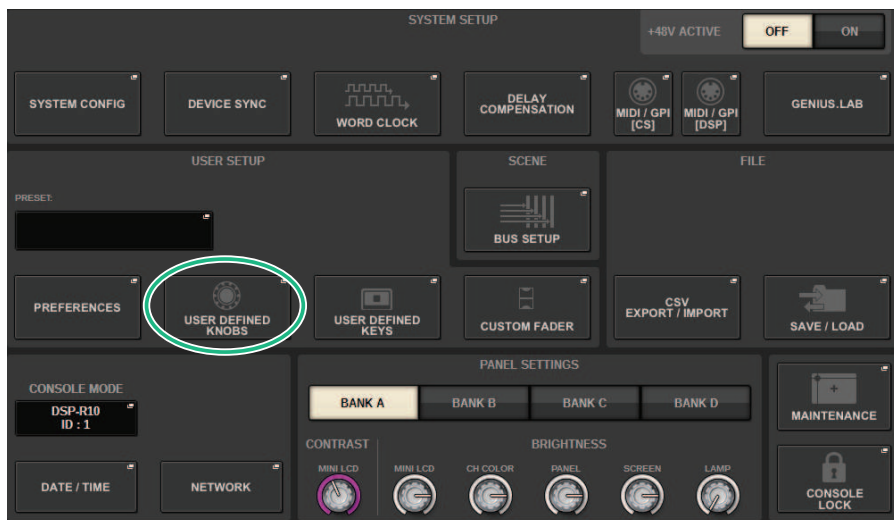 SYSTEM SETUP
+48V ACTIVE
OFF
ON
SYSTEM CONFIG
DEVICE SYNC
WORD CLOCK
DELAY
COMPENSATION
MIDI / GPI
[CS]
MIDI / GPI
[DSP]
GENIUS.LAB
USER SETUP
SCENE
FILE
PRESET:
BUS SETUP
PREFERENCES
USER DEFINED
KNOBS
USER DEFINED
KEYS
CUSTOM FADER
CSV
EXPORT / IMPORT
SAVE / LOAD
CONSOLE MODE
DSP-R10
ID : 1
PANEL SETTINGS
BANK A
BANK B
BANK C
BANK D
MAINTENANCE
CONTRAST
BRIGHTNESS
MINI LCD
MINI LCD
CH COLOR
PANEL
SCREEN
LAMP
DATE / TIME
NETWORK
CONSOLE
LOCK